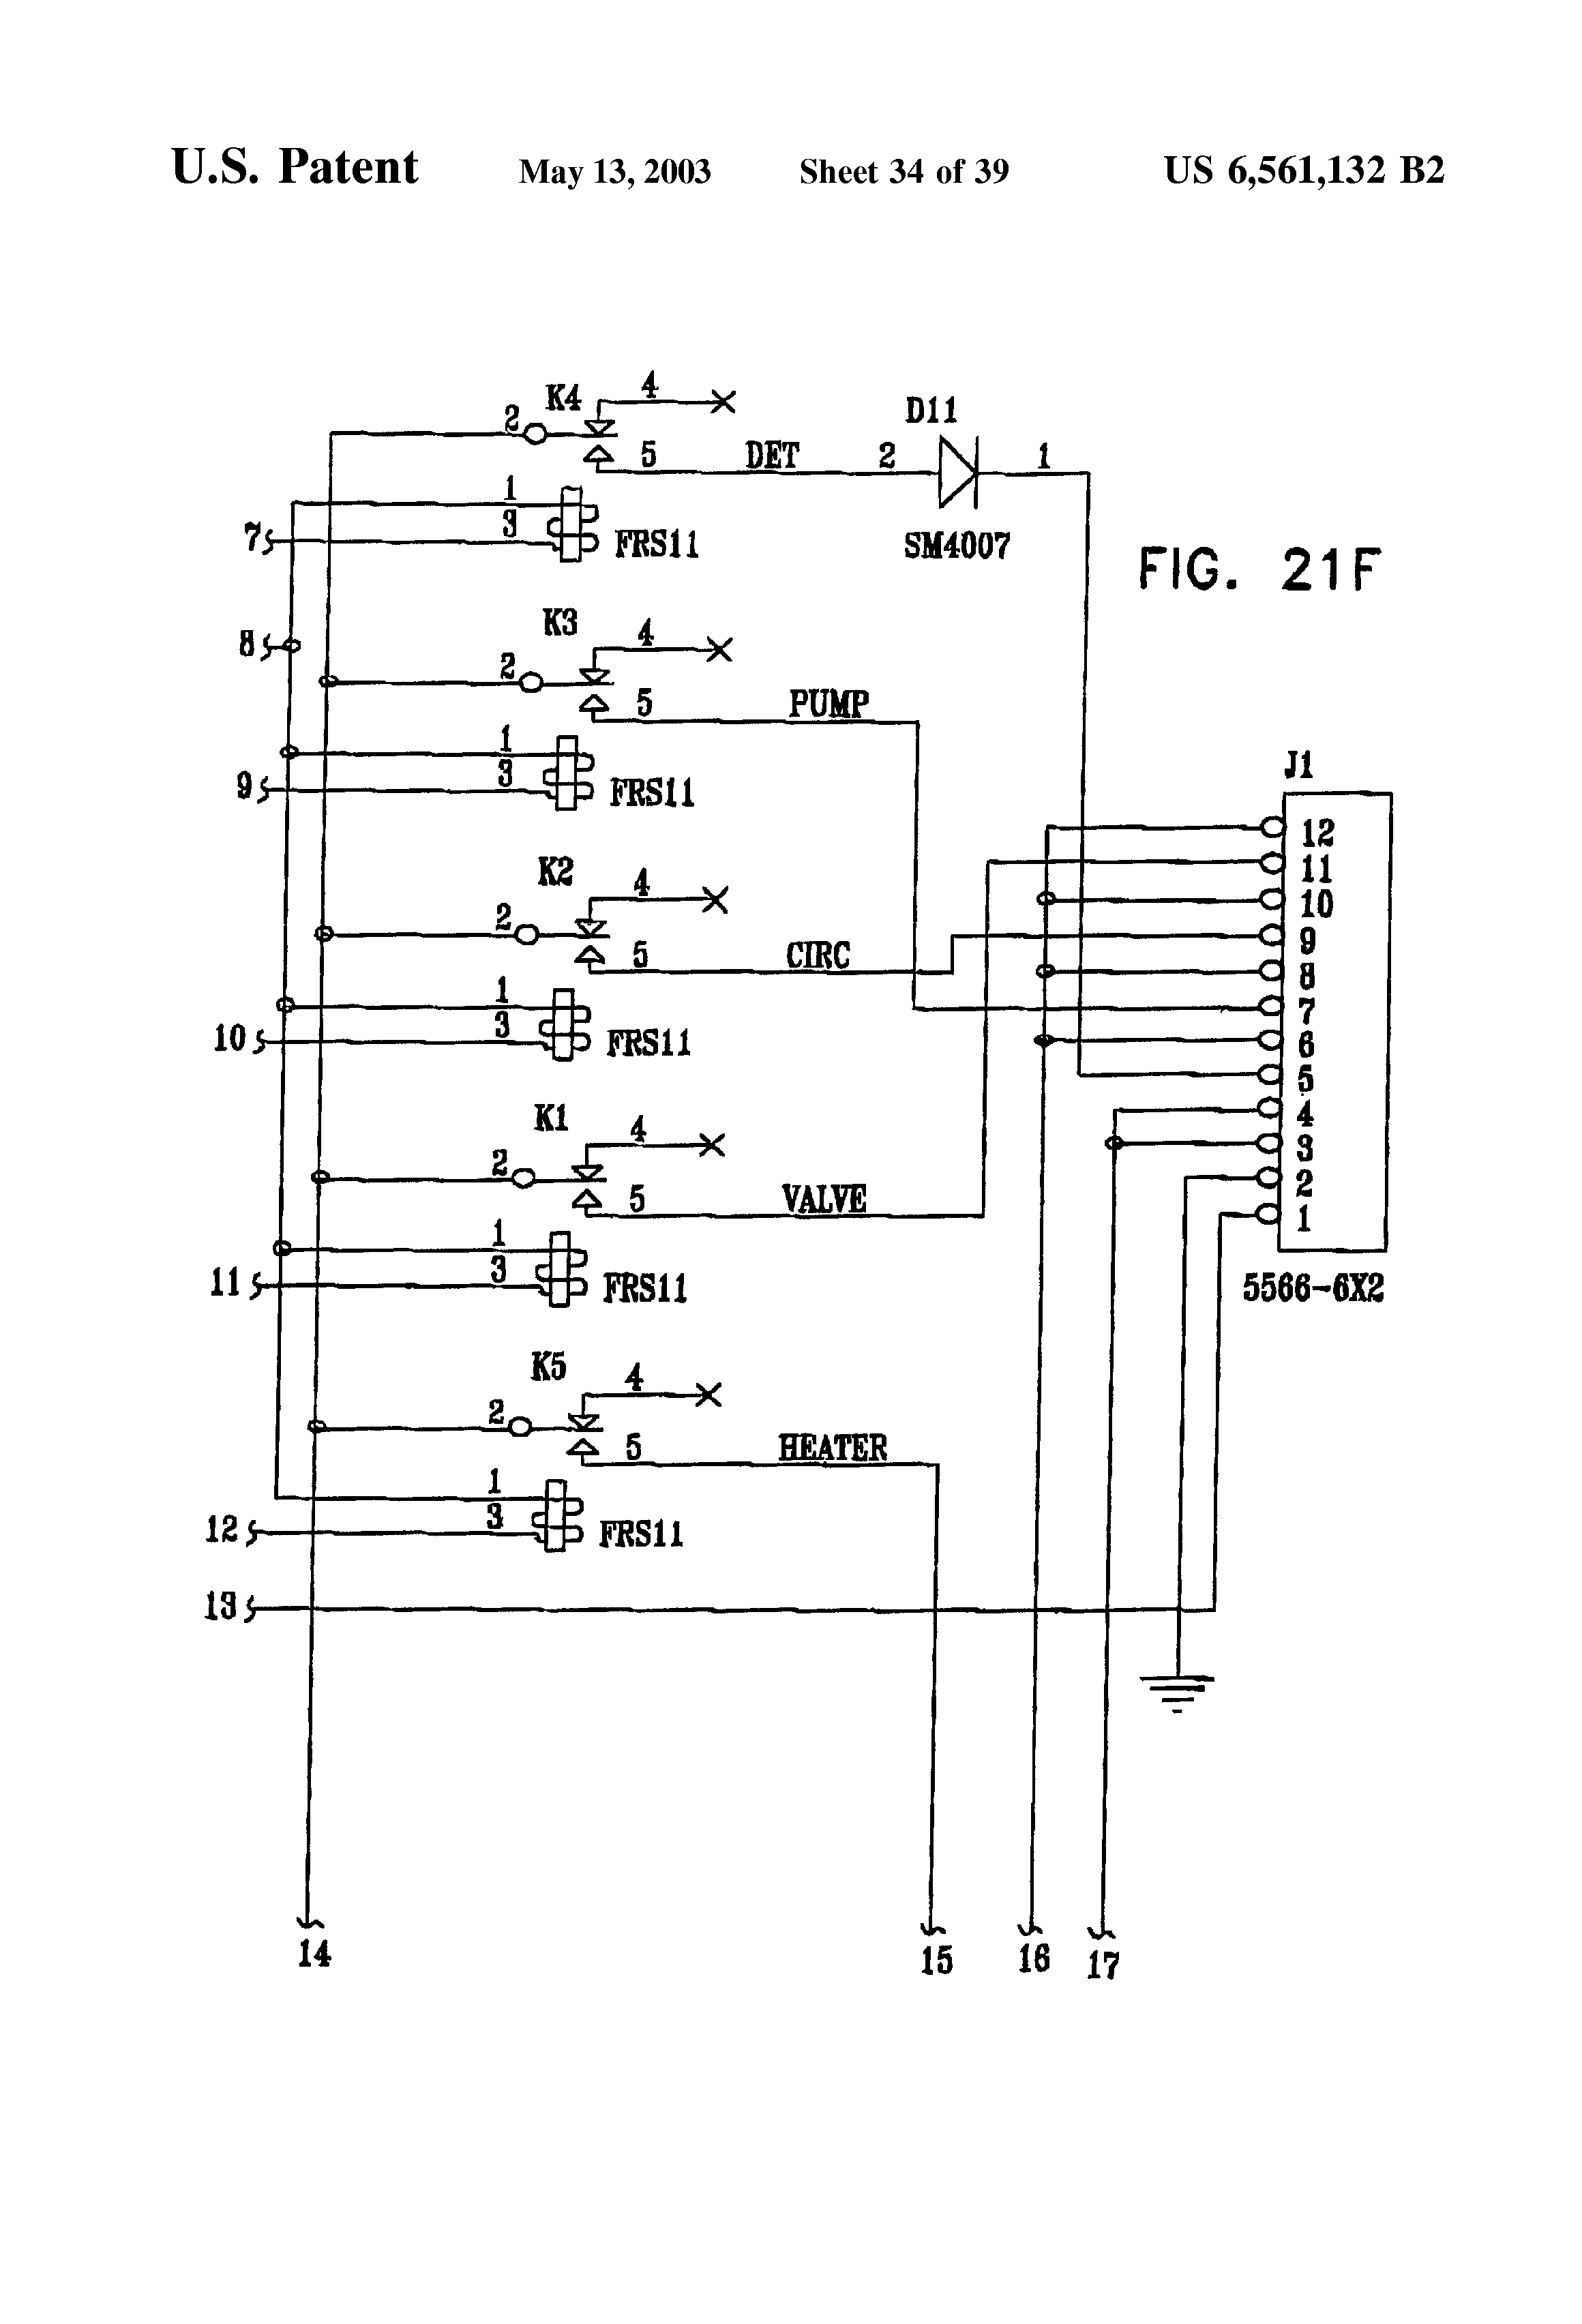 U.S. Patent May 13, 2003 Sheet 34 of 39 US 6,561,132 B2
K4 4
2
5 DET 2 D11 1
1
3
7 FRS11 SM4007
FIG. 21F
8
K3 4
2
5 PUMP
1
3
9 FRS11
K2 4
2
5 CIRC
1
3
10 FRS11
K1 4
2
5 VALVE
1
3
11 FRS11
K5 4
2
5 HEATER
1
3
12 FRS11
13
J1
12
11
10
9
8
7
6
5
4
3
2
1
5566-6X2
14 15 16 17